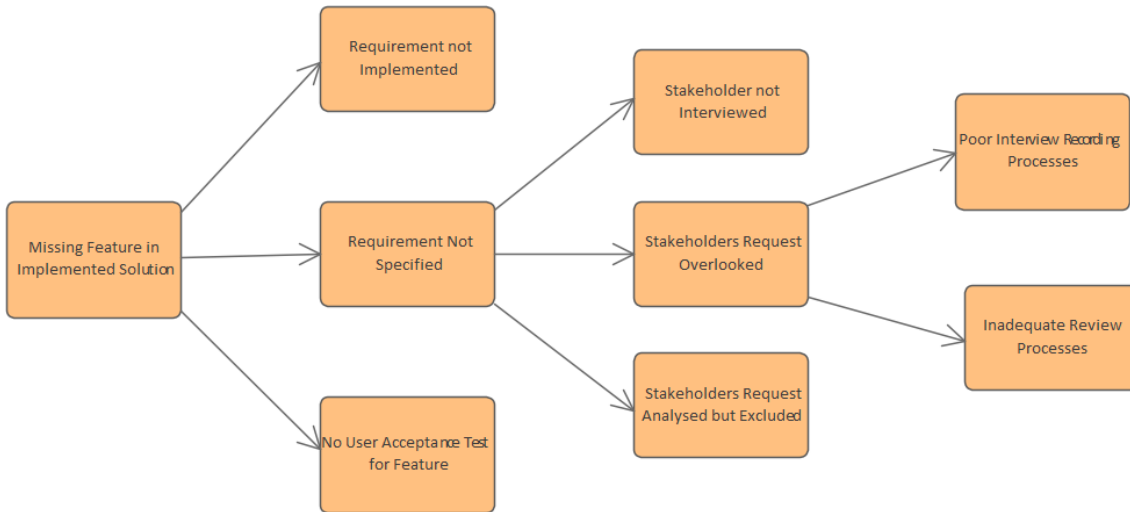 Requirement not
Implemented
Stakeholder not
Interviewed
Poor Interview Recording
Processes
Missing Feature in
Implemented Solution
Requirement Not
Specified
Stakeholders Request
Overlooked
Inadequate Review
Processes
Stakeholders Request
Analysed but Excluded
No User Acceptance Test
for Feature